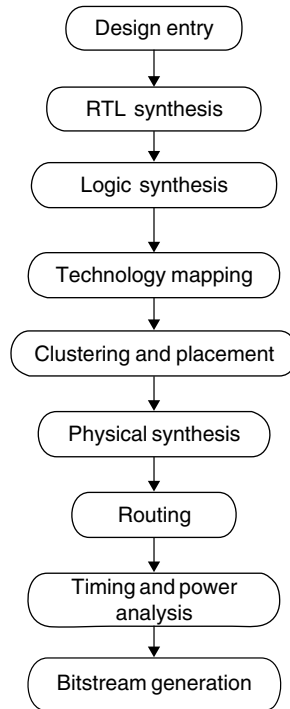 Design entry
RTL synthesis
Logic synthesis
Technology mapping
Clustering and placement
Physical synthesis
Routing
Timing and power
analysis
Bitstream generation